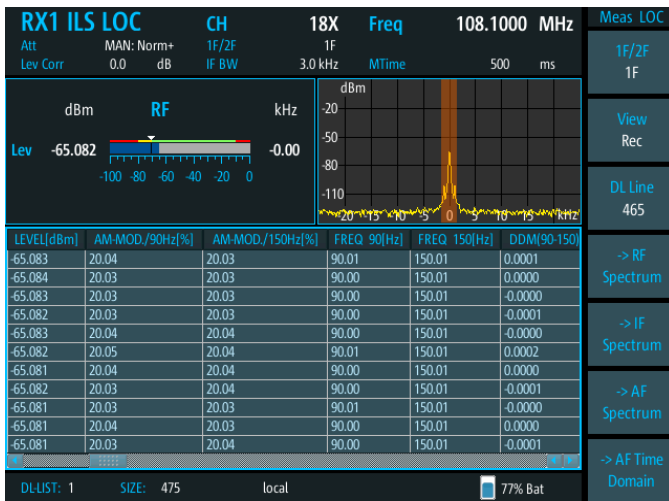 RX1 ILS LOC CH 18X Freq 108.1000 MHz
Att MAN: Norm+ 1F/2F 1F
Lev Corr 0.0 dB IF BW 3.0 kHz MTime 500 ms
dBm RF kHz
Lev -65.082 -0.00
-100 -80 -60 -40 -20 0
dBm
-20
-50
-80
-110
-20 -15 -10 -5 0 5 10 15 kHz
LEVEL[dBm] AM-MOD./90Hz[%] AM-MOD./150Hz[%] FREQ 90[Hz] FREQ 150[Hz] DDM(90-150)
-65.083 20.04 20.03 90.01 150.01 0.0001
-65.084 20.03 20.03 90.00 150.01 0.0000
-65.083 20.03 20.03 90.00 150.01 -0.0000
-65.082 20.03 20.04 90.00 150.01 -0.0001
-65.083 20.04 20.04 90.00 150.01 -0.0000
-65.082 20.05 20.04 90.01 150.01 0.0002
-65.081 20.04 20.04 90.00 150.01 0.0000
-65.082 20.03 20.04 90.00 150.01 -0.0001
-65.081 20.03 20.03 90.01 150.01 -0.0000
-65.081 20.04 20.03 90.00 150.01 0.0000
-65.081 20.03 20.04 90.00 150.01 -0.0001
DL-LIST: 1 SIZE: 475 local 77% Bat
Meas LOC
1F/2F
1F
View
Rec
DL Line
465
-> RF
Spectrum
-> IF
Spectrum
-> AF
Spectrum
-> AF Time
Domain